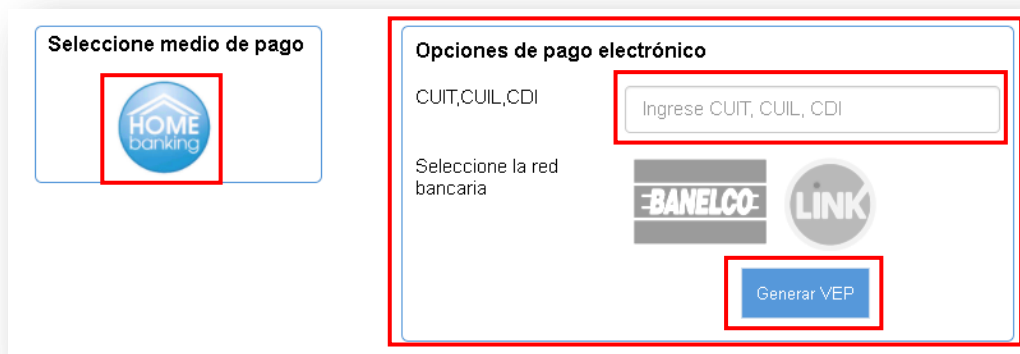 Seleccione medio de pago
HOME
banking
Opciones de pago electrónico
CUIT,CUIL,CDI
Ingrese CUIT, CUIL, CDI
Seleccione la red
bancaria
BANELCO
LINK
Generar VEP